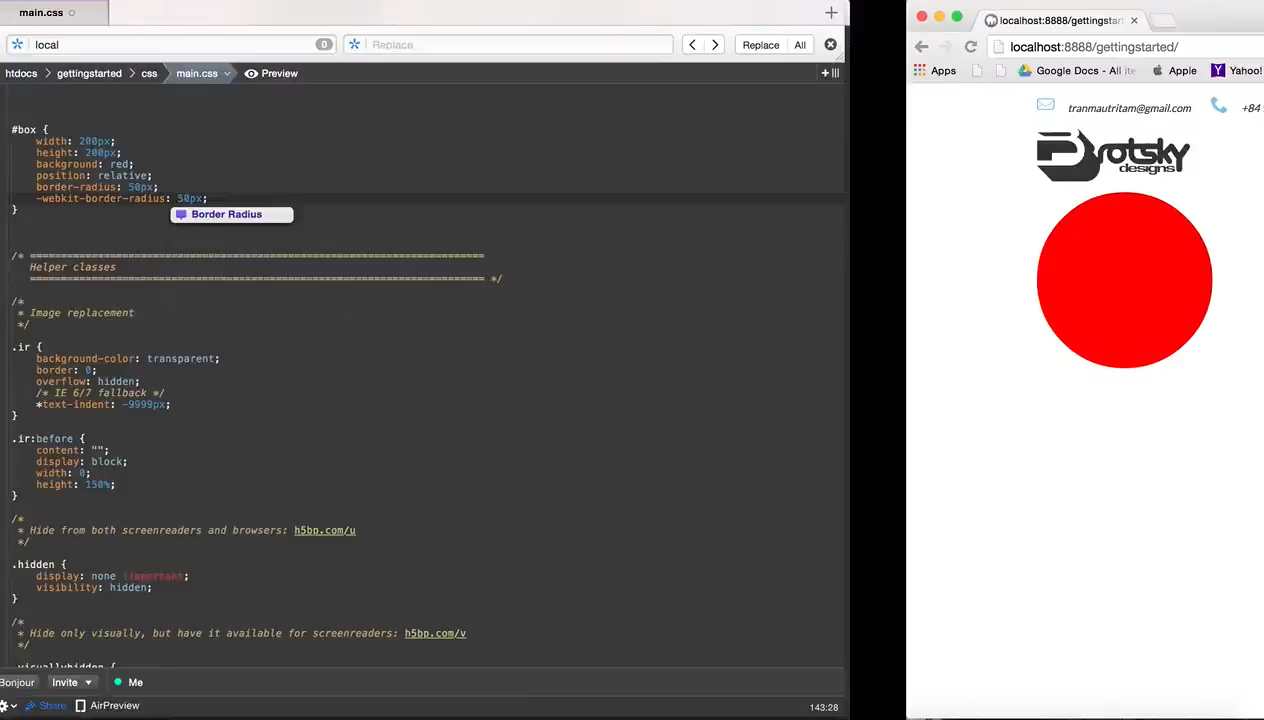 main.css
local
0
Replace
Replace
All
htdocs
gettingstarted
css
main.css
Preview
#box {
width: 200px;
height: 200px;
background: red;
position: relative;
border-radius: 50px;
-webkit-border-radius: 50px;
}
Border Radius
/* ==========================================================================
Helper classes
========================================================================== */
/*
* Image replacement
*/
.ir {
background-color: transparent;
border: 0;
overflow: hidden;
/* IE 6/7 fallback */
*text-indent: -9999px;
}
.ir:before {
content: "";
display: block;
width: 0;
height: 150%;
}
/*
* Hide from both screenreaders and browsers: h5bp.com/u
*/
.hidden {
display: none !important;
visibility: hidden;
}
/*
* Hide only visually, but have it available for screenreaders: h5bp.com/v
*/
.visuallyhidden {
Bonjour
Invite
Me
Share
AirPreview
143:28
localhost:8888/gettingstar
localhost:8888/gettingstarted/
Apps
Google Docs - All ite
Apple
Yahoo!
tranmautritam@gmail.com
+84
Protsky
designs